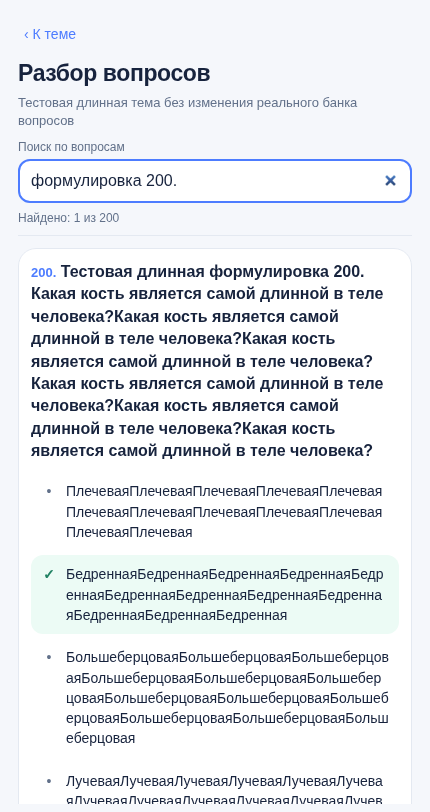 ‹ К теме
Разбор вопросов
Тестовая длинная тема без изменения реального банка
вопросов
Поиск по вопросам
формулировка 200.
Найдено: 1 из 200
200. Тестовая длинная формулировка 200.
Какая кость является самой длинной в теле
человека?Какая кость является самой
длинной в теле человека?Какая кость
является самой длинной в теле человека?
Какая кость является самой длинной в теле
человека?Какая кость является самой
длинной в теле человека?Какая кость
является самой длинной в теле человека?
• ПлечеваяПлечеваяПлечеваяПлечеваяПлечевая
ПлечеваяПлечеваяПлечеваяПлечеваяПлечевая
ПлечеваяПлечевая
✓ БедреннаяБедреннаяБедреннаяБедреннаяБедр
еннаяБедреннаяБедреннаяБедреннаяБедренна
яБедреннаяБедреннаяБедренная
• БольшеберцоваяБольшеберцоваяБольшеберцов
аяБольшеберцоваяБольшеберцоваяБольшебер
цоваяБольшеберцоваяБольшеберцоваяБольшеб
ерцоваяБольшеберцоваяБольшеберцоваяБольш
еберцовая
• ЛучеваяЛучеваяЛучеваяЛучеваяЛучеваяЛучева
яЛучеваяЛучеваяЛучеваяЛучеваяЛучеваяЛучев